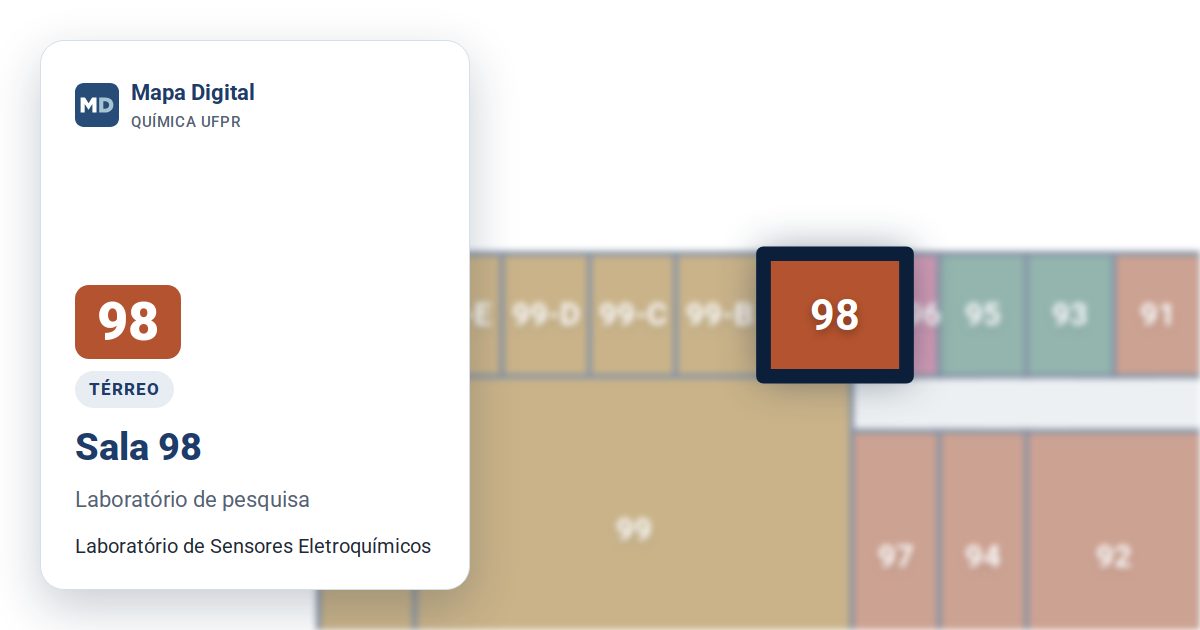 MD
Mapa Digital
QUÍMICA UFPR
98
TÉRREO
Sala 98
Laboratório de pesquisa
Laboratório de Sensores Eletroquímicos
99-D 99-C 99-B 98 95 93 91
99
97 94 92